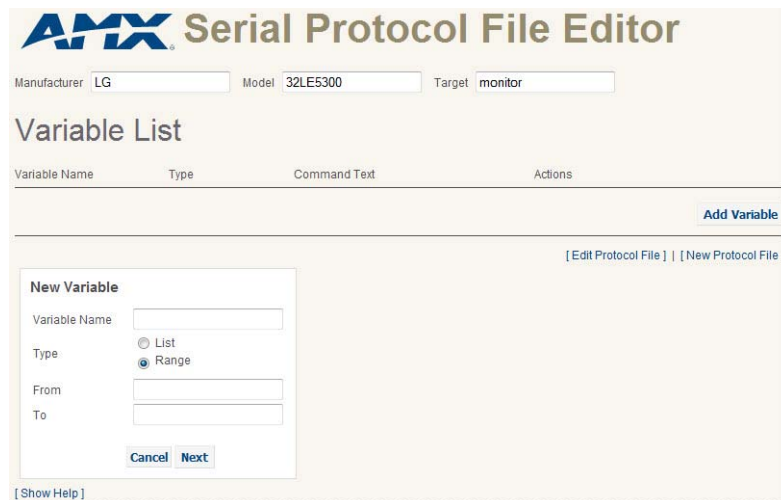 AMX® Serial Protocol File Editor
Manufacturer LG Model 32LE5300 Target monitor
Variable List
Variable Name Type Command Text Actions
Add Variable
[ Edit Protocol File ] | [ New Protocol File
New Variable
Variable Name
Type
List
Range
From
To
Cancel Next
[ Show Help ]